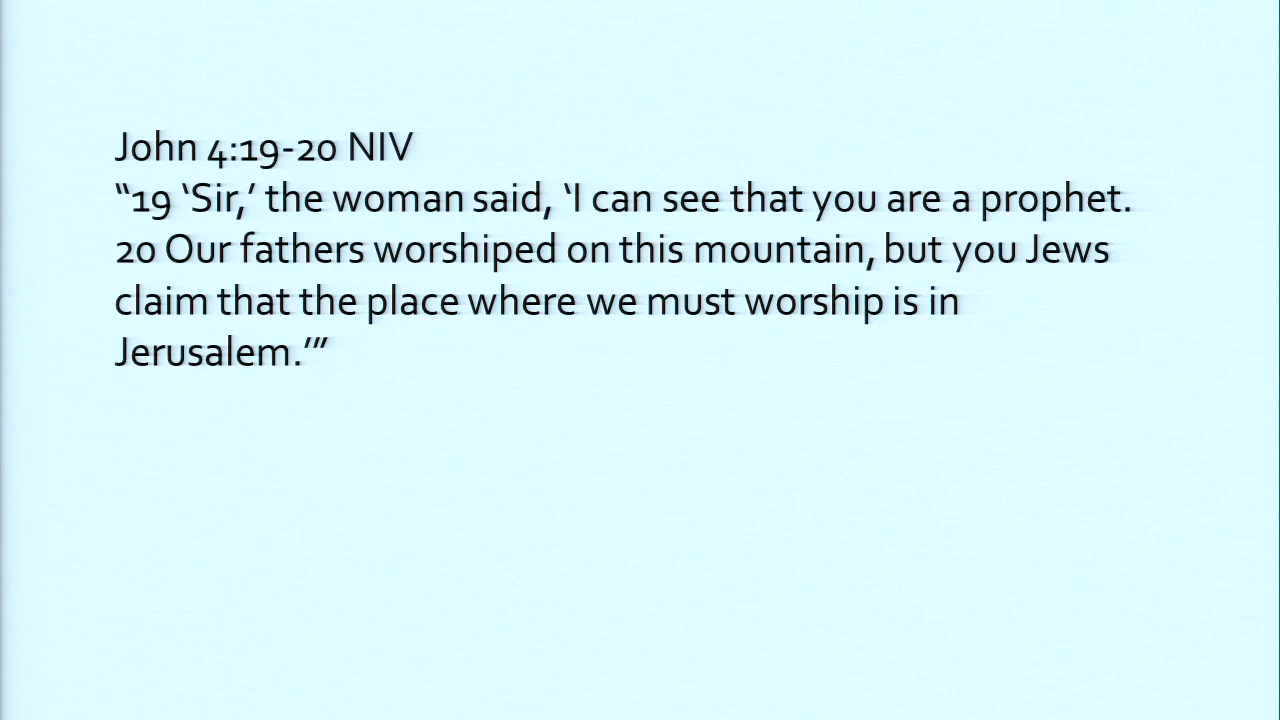 John 4:19-20 NIV
“19 ‘Sir,’ the woman said, ‘I can see that you are a prophet.
20 Our fathers worshiped on this mountain, but you Jews
claim that the place where we must worship is in
Jerusalem.’”